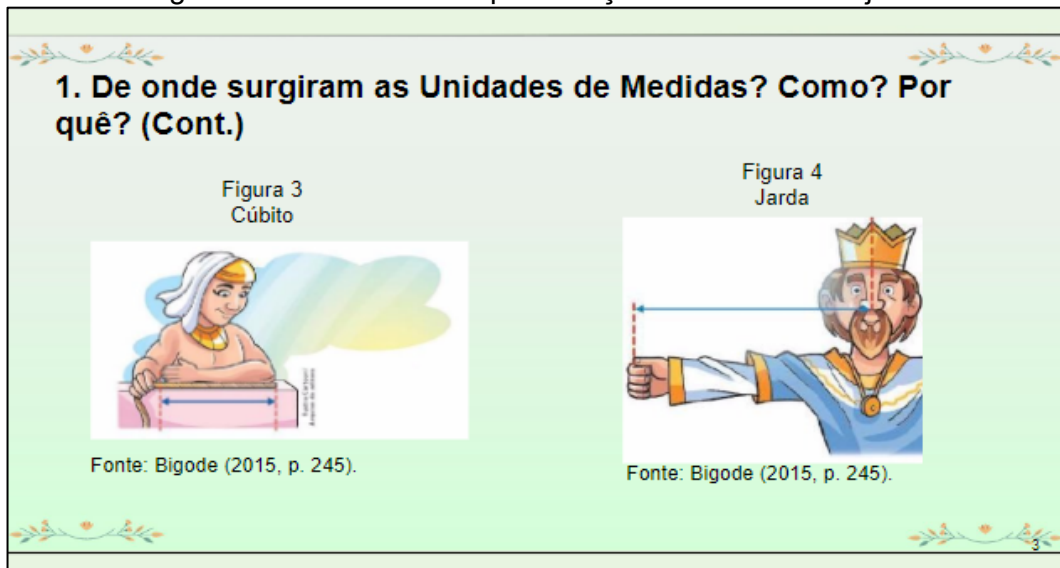 1. De onde surgiram as Unidades de Medidas? Como? Por
quê? (Cont.)
Figura 3
Cúbito
Fonte: Bigode (2015, p. 245).
Figura 4
Jarda
Fonte: Bigode (2015, p. 245).
3